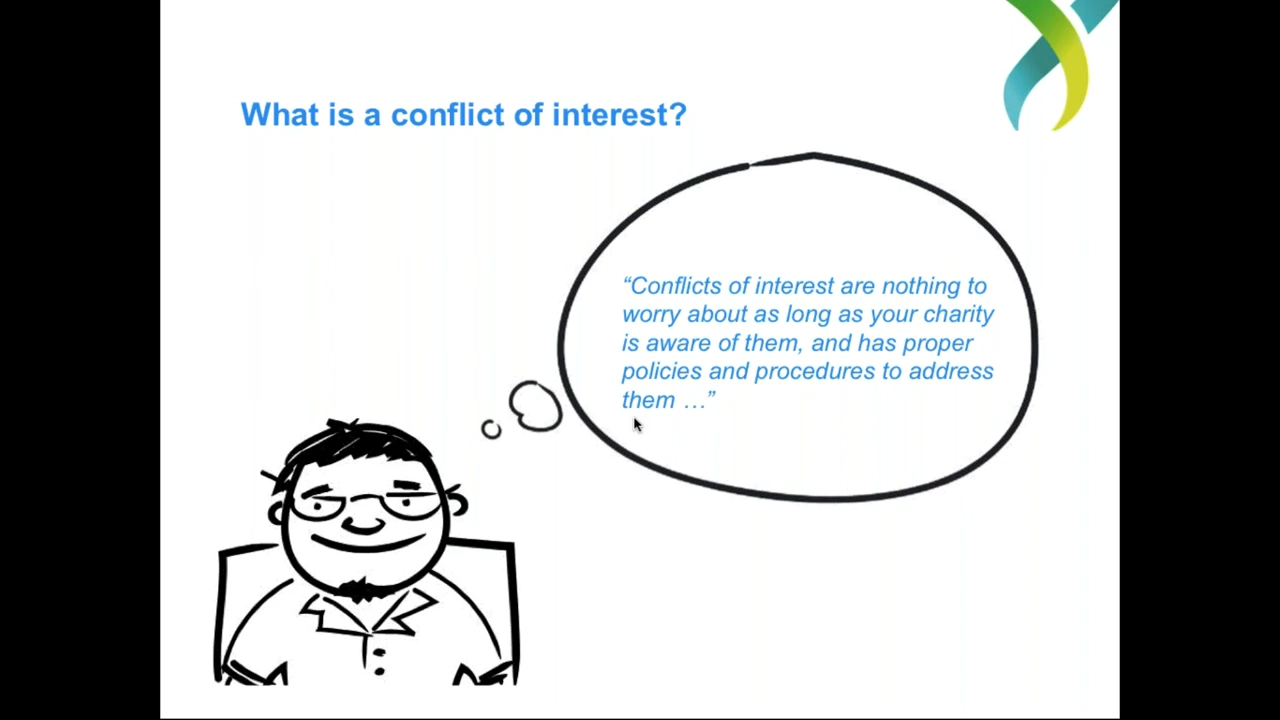 What is a conflict of interest?
“Conflicts of interest are nothing to
worry about as long as your charity
is aware of them, and has proper
policies and procedures to address
them …”